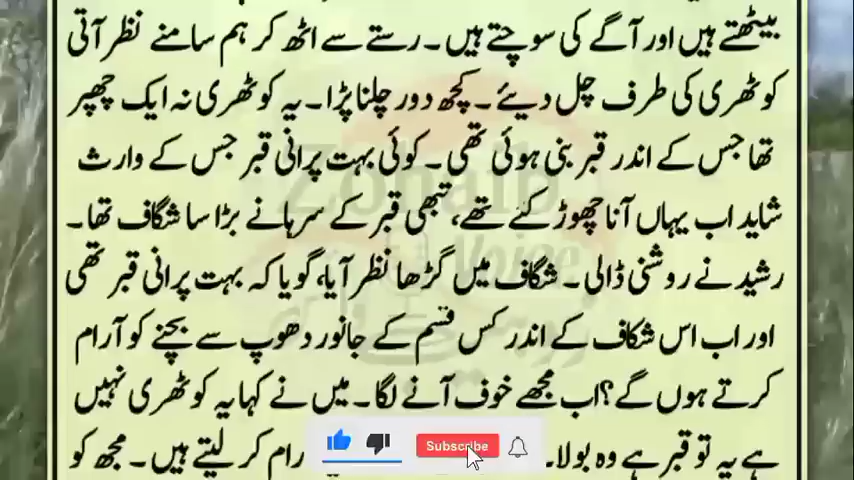 بیٹھتے ہیں اور آگے کی سوچتے ہیں۔ رستے سے اٹھ کر ہم سامنے نظر آتی
کوٹھری کی طرف چل دیئے۔ کچھ دور چلنا پڑا۔ یہ کوٹھری نہ ایک چھپر
تھا جس کے اندر قبر بنی ہوئی تھی۔ کوئی بہت پرانی قبر جس کے وارث
شاید اب یہاں آنا چھوڑ گئے تھے، تبھی قبر کے سرہانے بڑا سا شگاف تھا۔
رشید نے روشنی ڈالی۔ شگاف میں گڑھا نظر آیا، گویا کہ بہت پرانی قبر تھی
اور اب اس شکاف کے اندر کس قسم کے جانور دھوپ سے بچنے کو آرام
کرتے ہوں گے؟ اب مجھے خوف آنے لگا۔ میں نے کہا یہ کوٹھری نہیں
ہے یہ تو قبر ہے وہ بولا۔ رام کر لیتے ہیں۔ مجھ کو
Subscribe
Zohaib
Voice